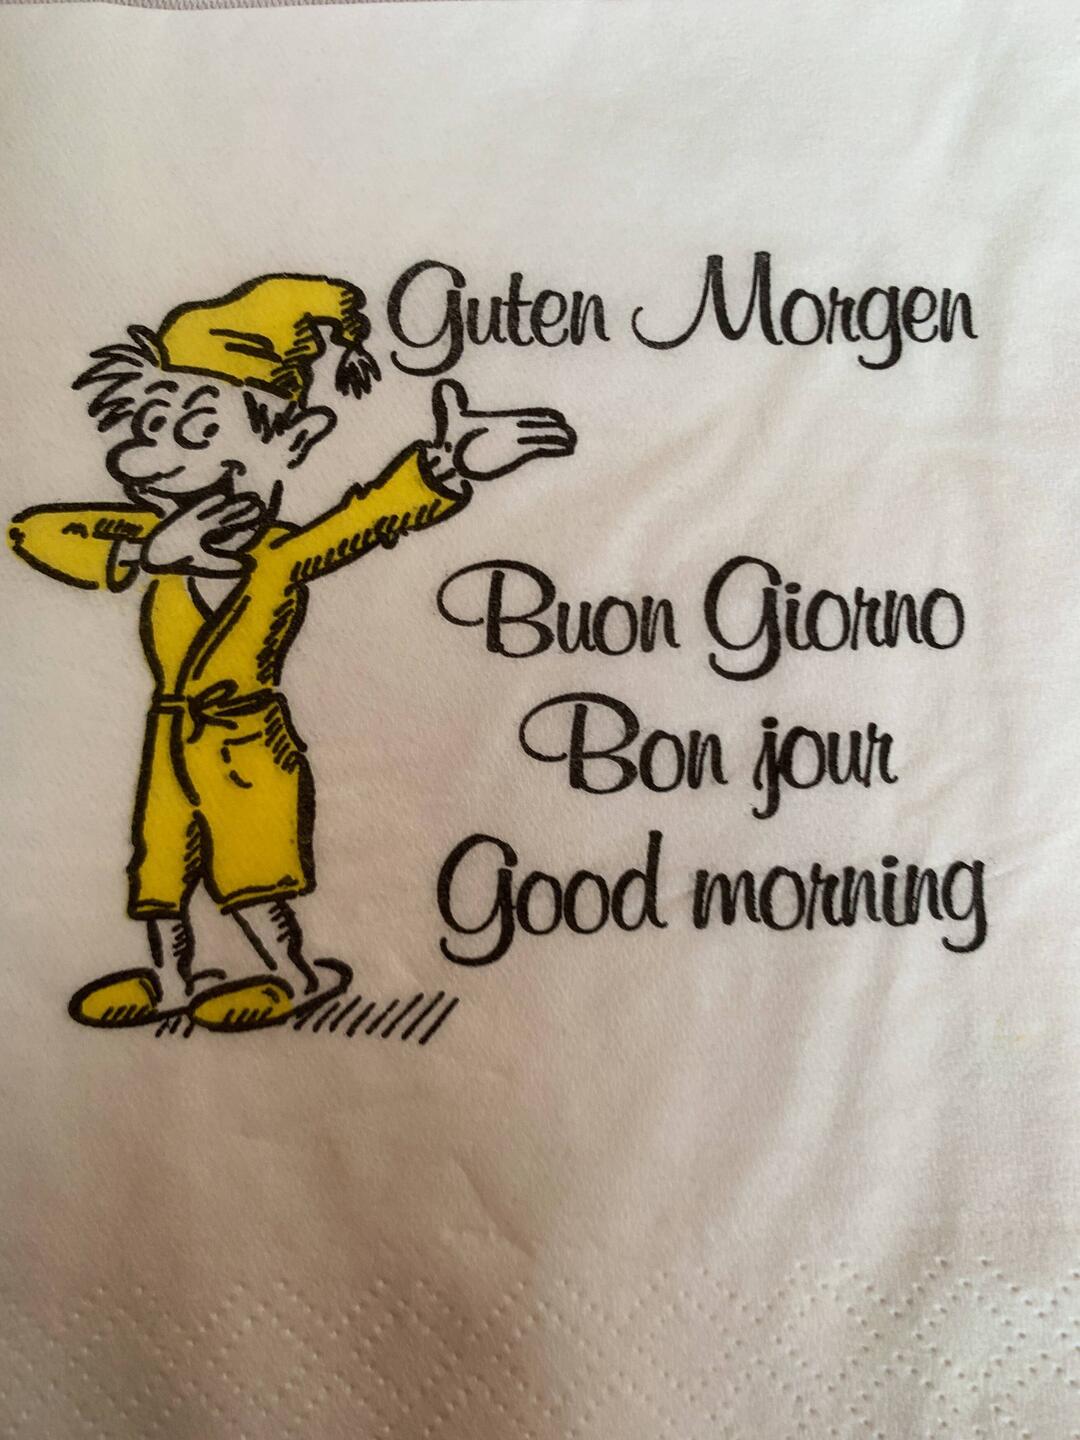 Guten Morgen
Buon Giorno
Bon jour
Good morning